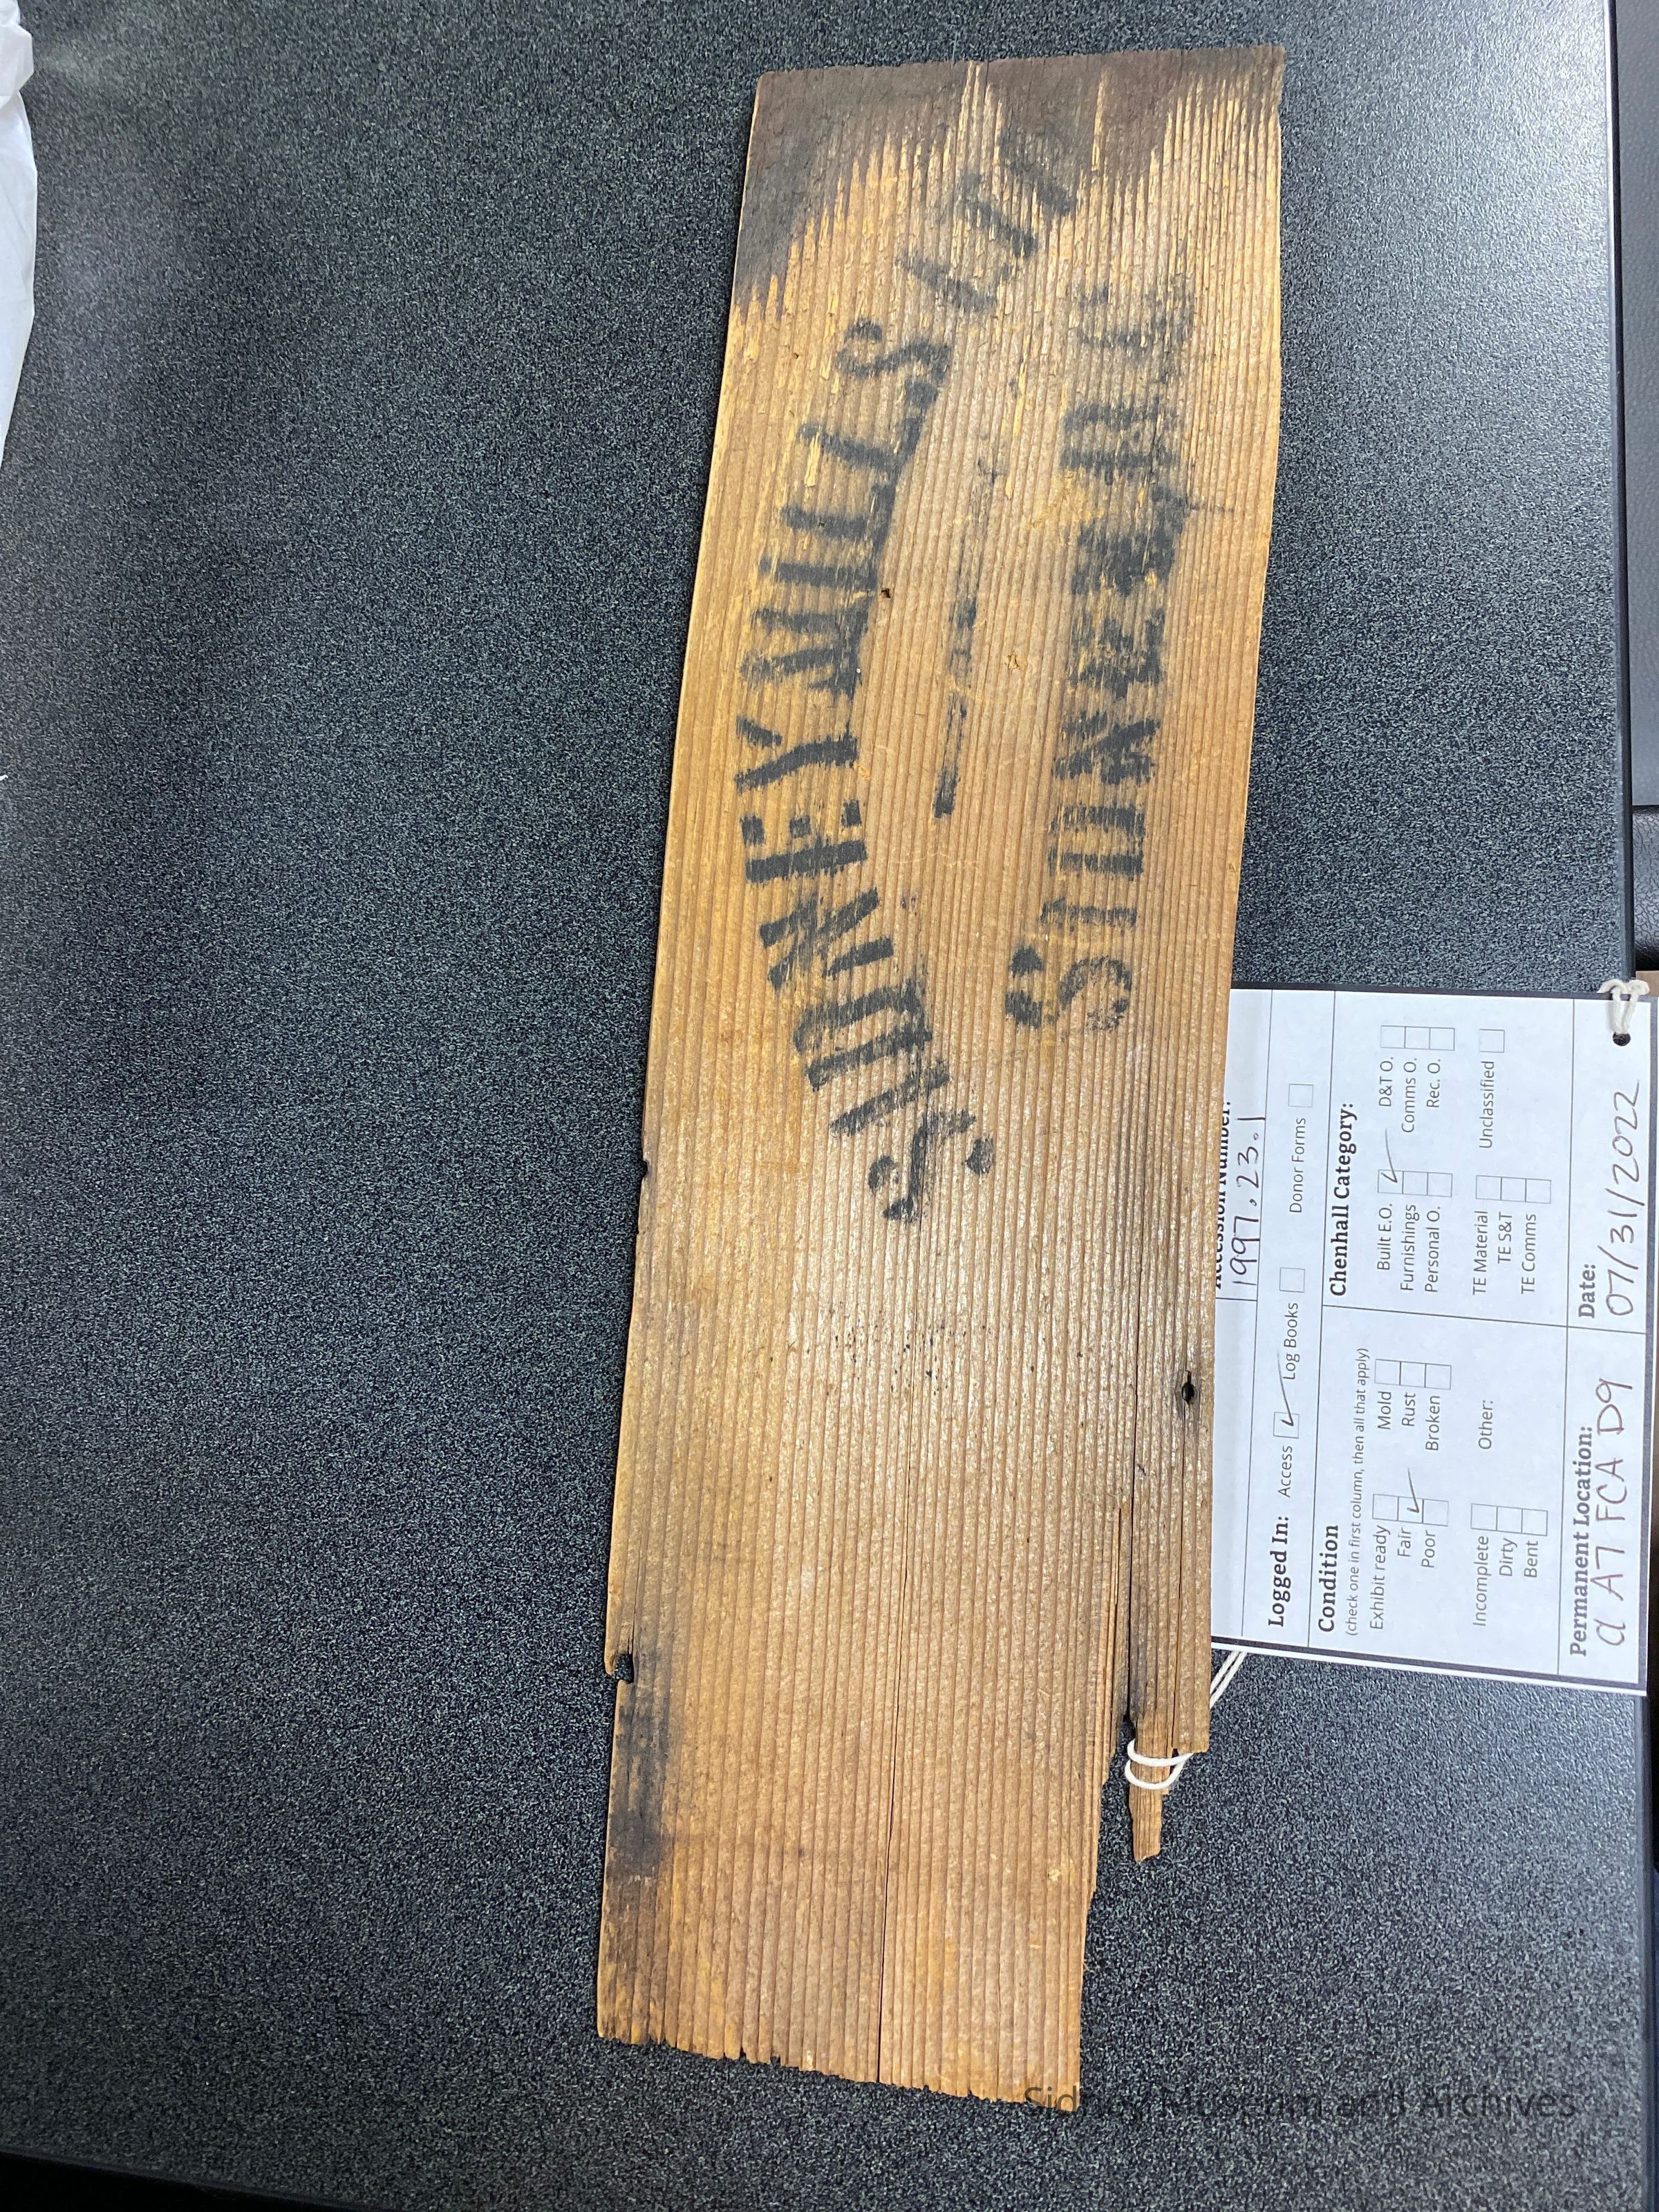 SIDNEY MILLS LTD
SIDNEY B.C.
Accession Number:
1997.23.1
Logged In: Access Log Books Donor Forms
Condition
(check one in first column, then all that apply)
Exhibit ready
Fair
Poor
Mold
Rust
Broken
Incomplete
Dirty
Bent
Other:
Chenhall Category:
Built E.O.
Furnishings
Personal O.
D&T O.
Comms O.
Rec. O.
TE Material
TE S&T
TE Comms
Unclassified
Permanent Location:
a A7 FCA D9
Date:
07/31/2022
Sidney Museum and Archives